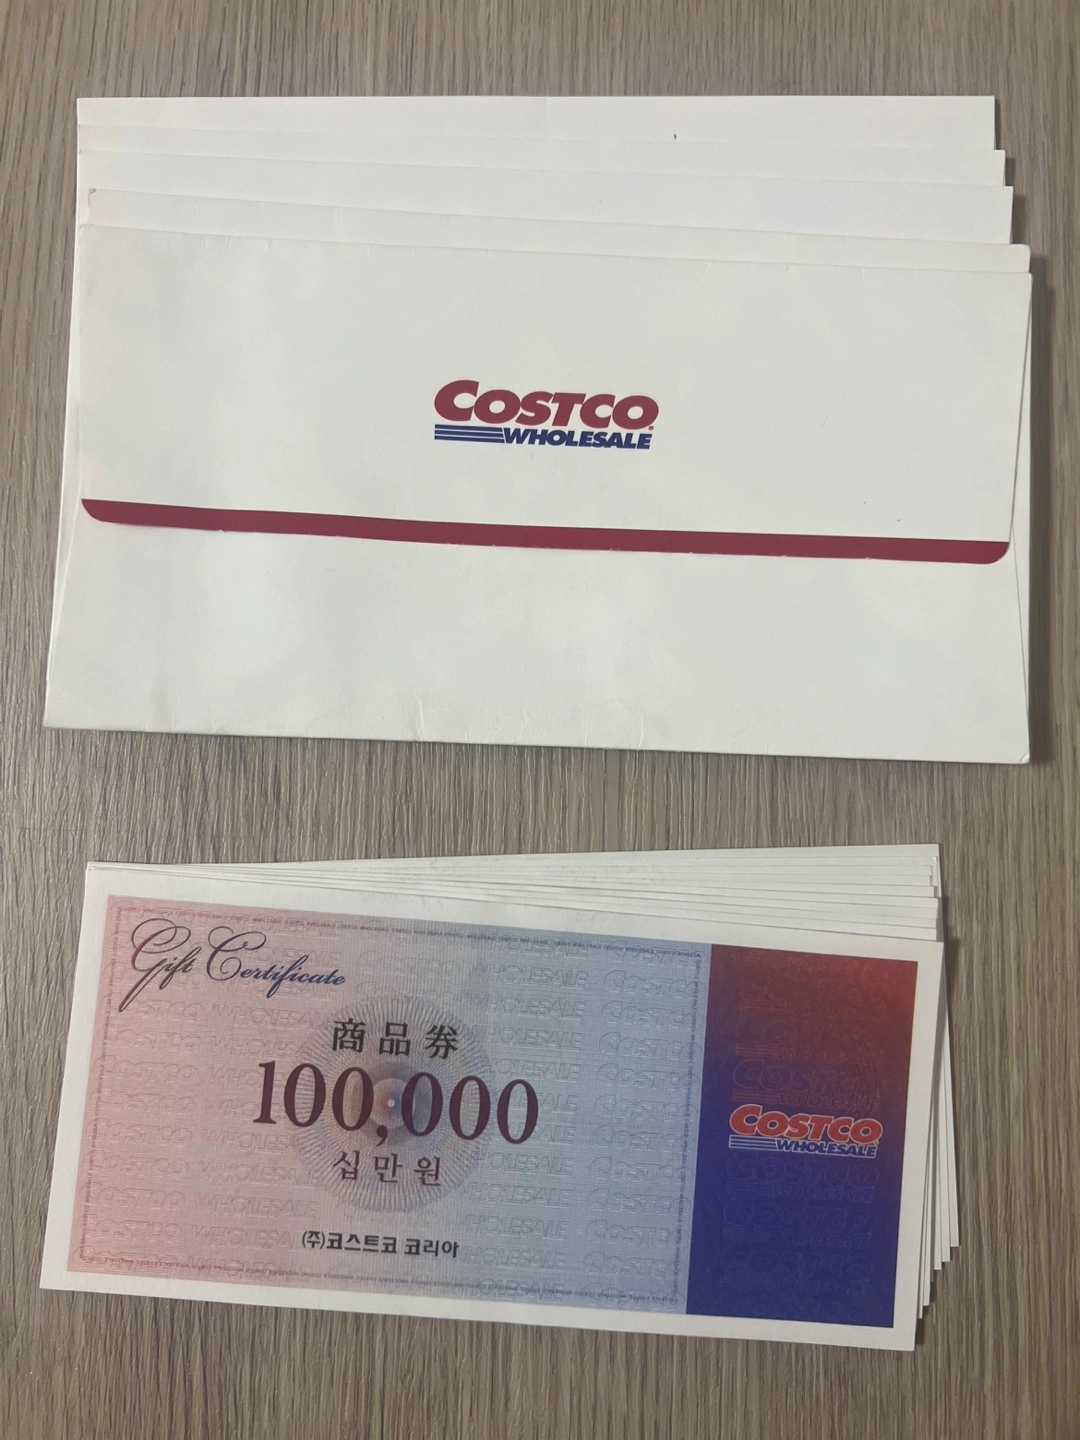 COSTCO
WHOLESALE
Gift Certificate
商品券
100,000
십만원
(주)코스트코 코리아
COSTCO
WHOLESALE